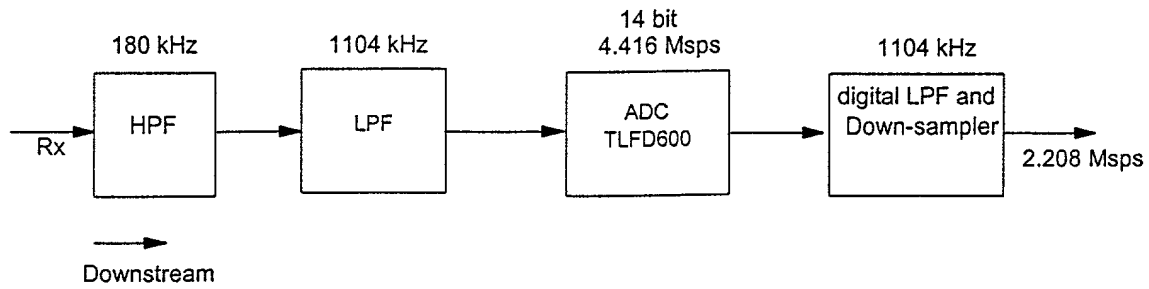 180 kHz
1104 kHz
14 bit
4.416 Msps
1104 kHz
Rx
HPF
LPF
ADC
TLFD600
digital LPF and
Down-sampler
2.208 Msps
Downstream